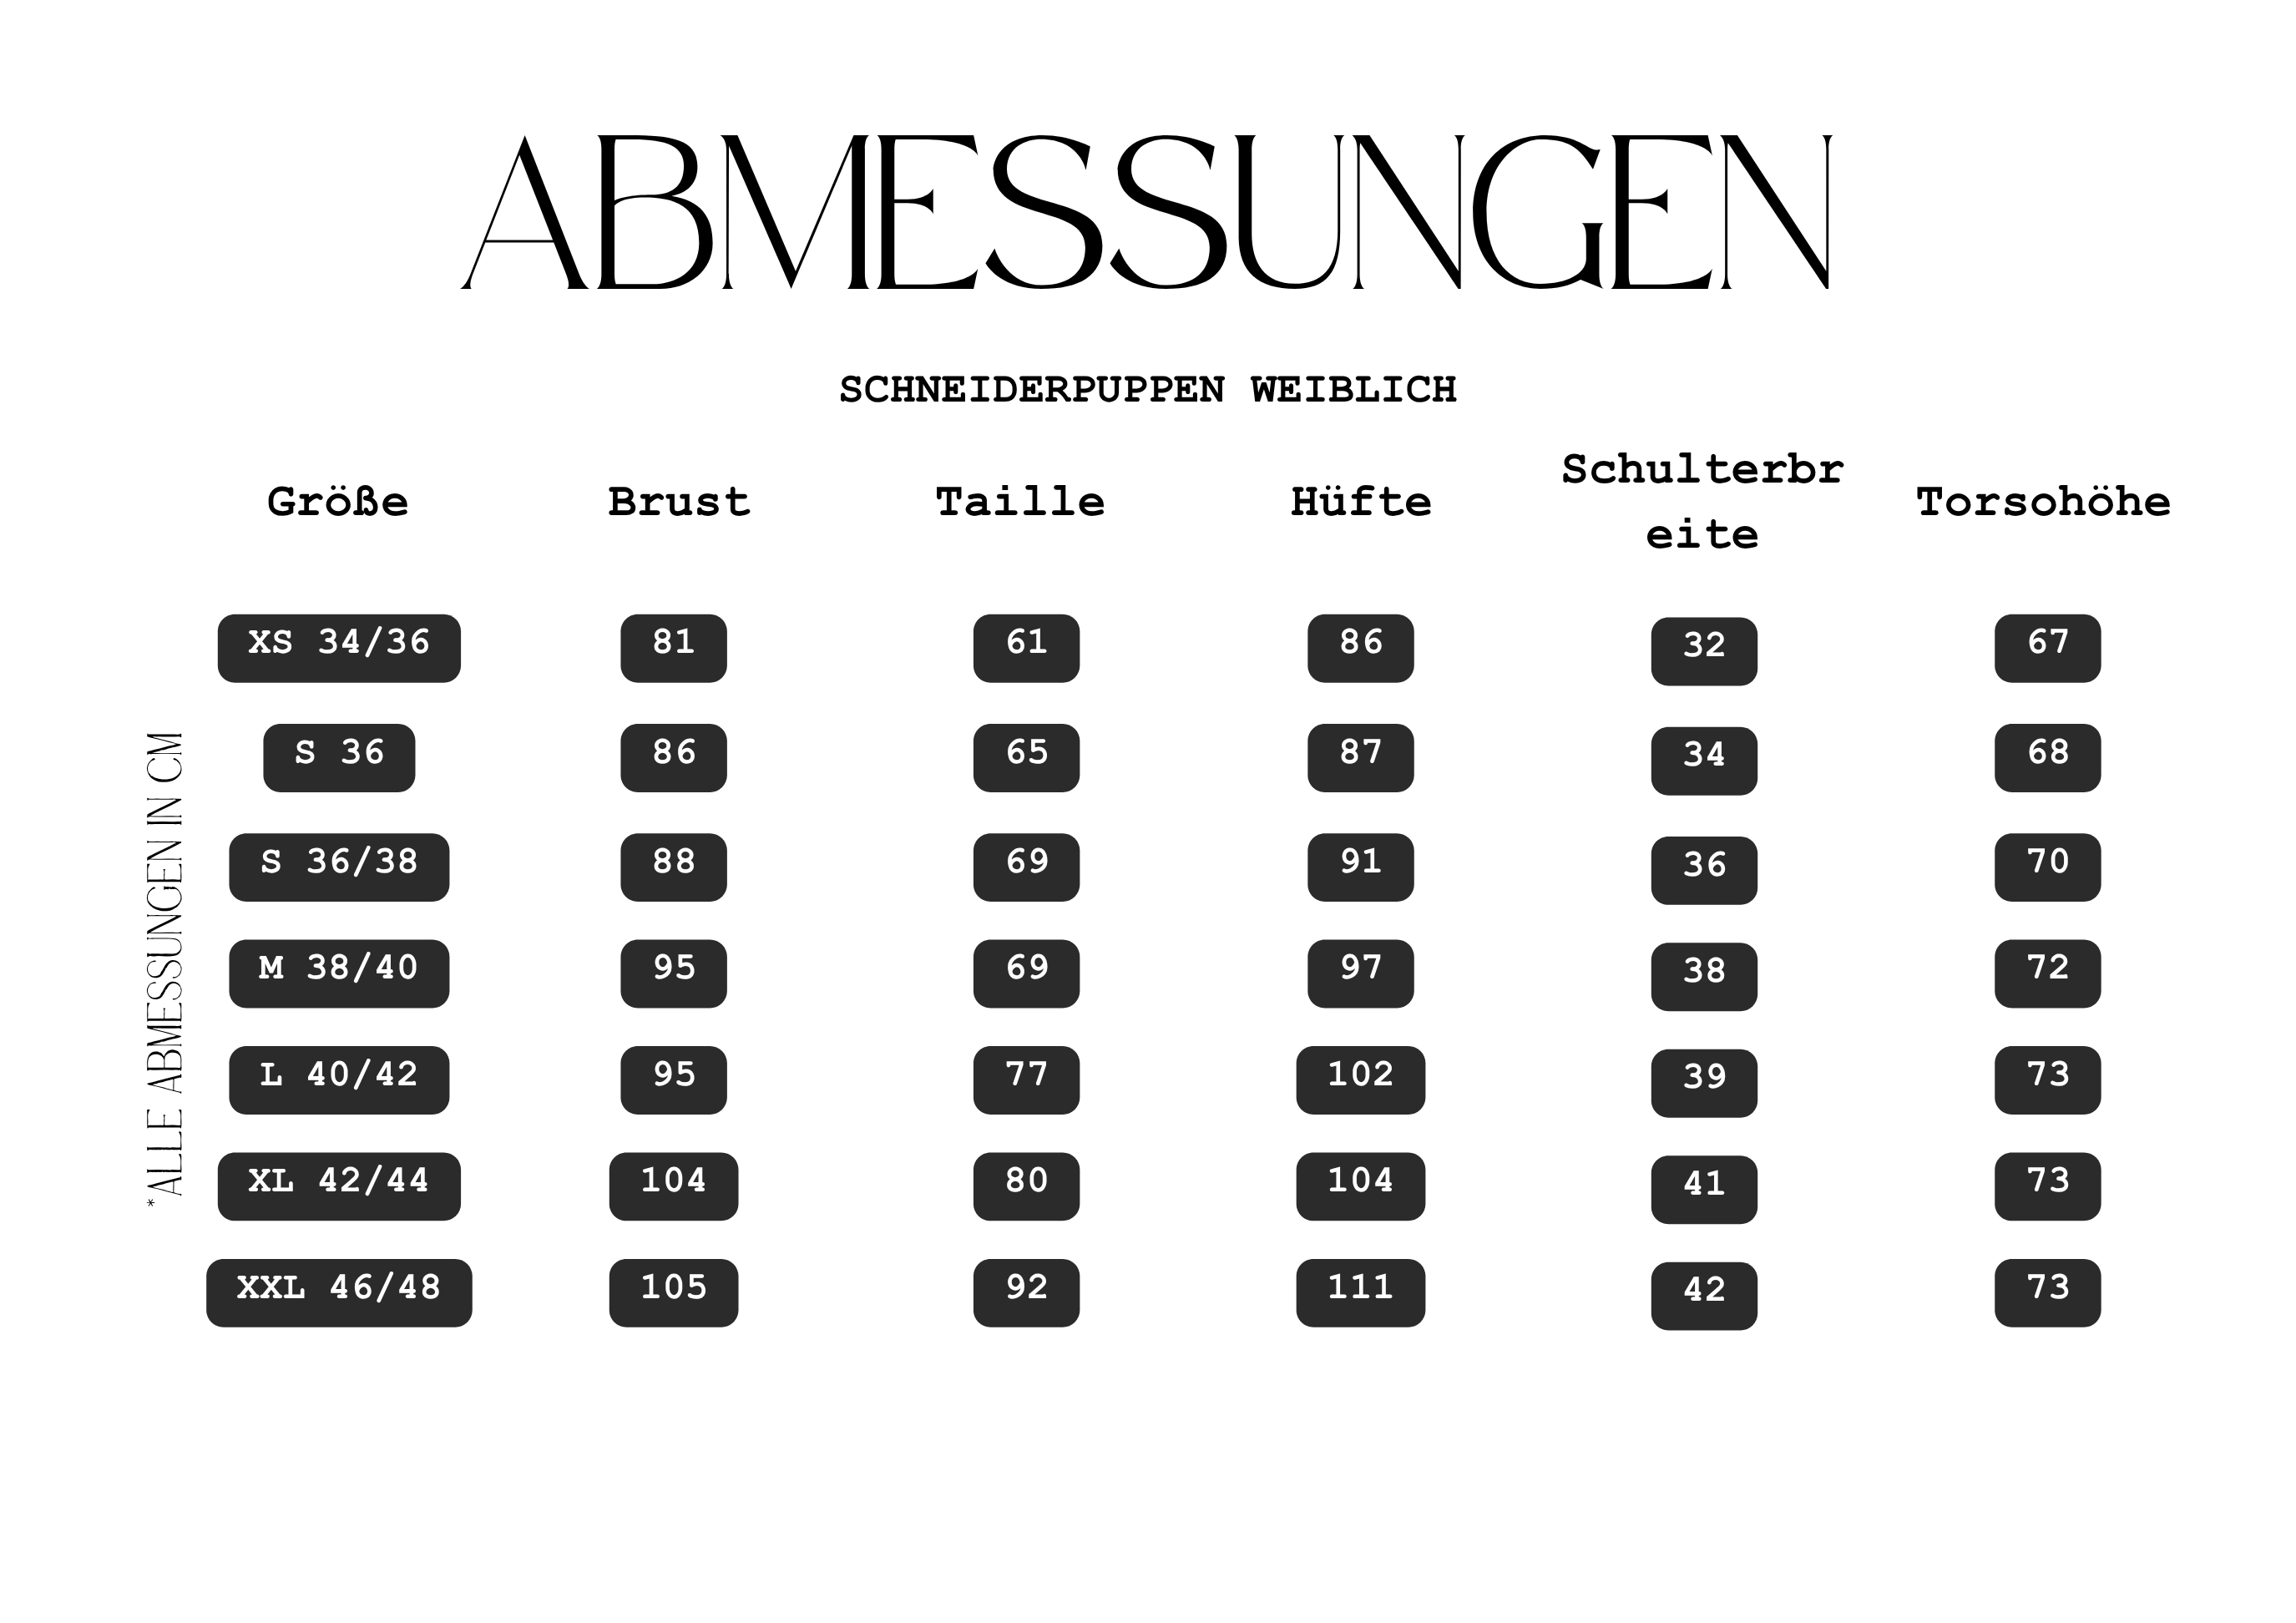 ABMESSUNGEN
SCHNEIDERPUPPEN WEIBLICH
Größe Brust Taille Hüfte Schulterbr Torsohöhe
eite
XS 34/36 81 61 86 32 67
S 36 86 65 87 34 68
S 36/38 88 69 91 36 70
M 38/40 95 69 97 38 72
L 40/42 95 77 102 39 73
XL 42/44 104 80 104 41 73
XXL 46/48 105 92 111 42 73
*ALLE ABMESSUNGEN IN CM